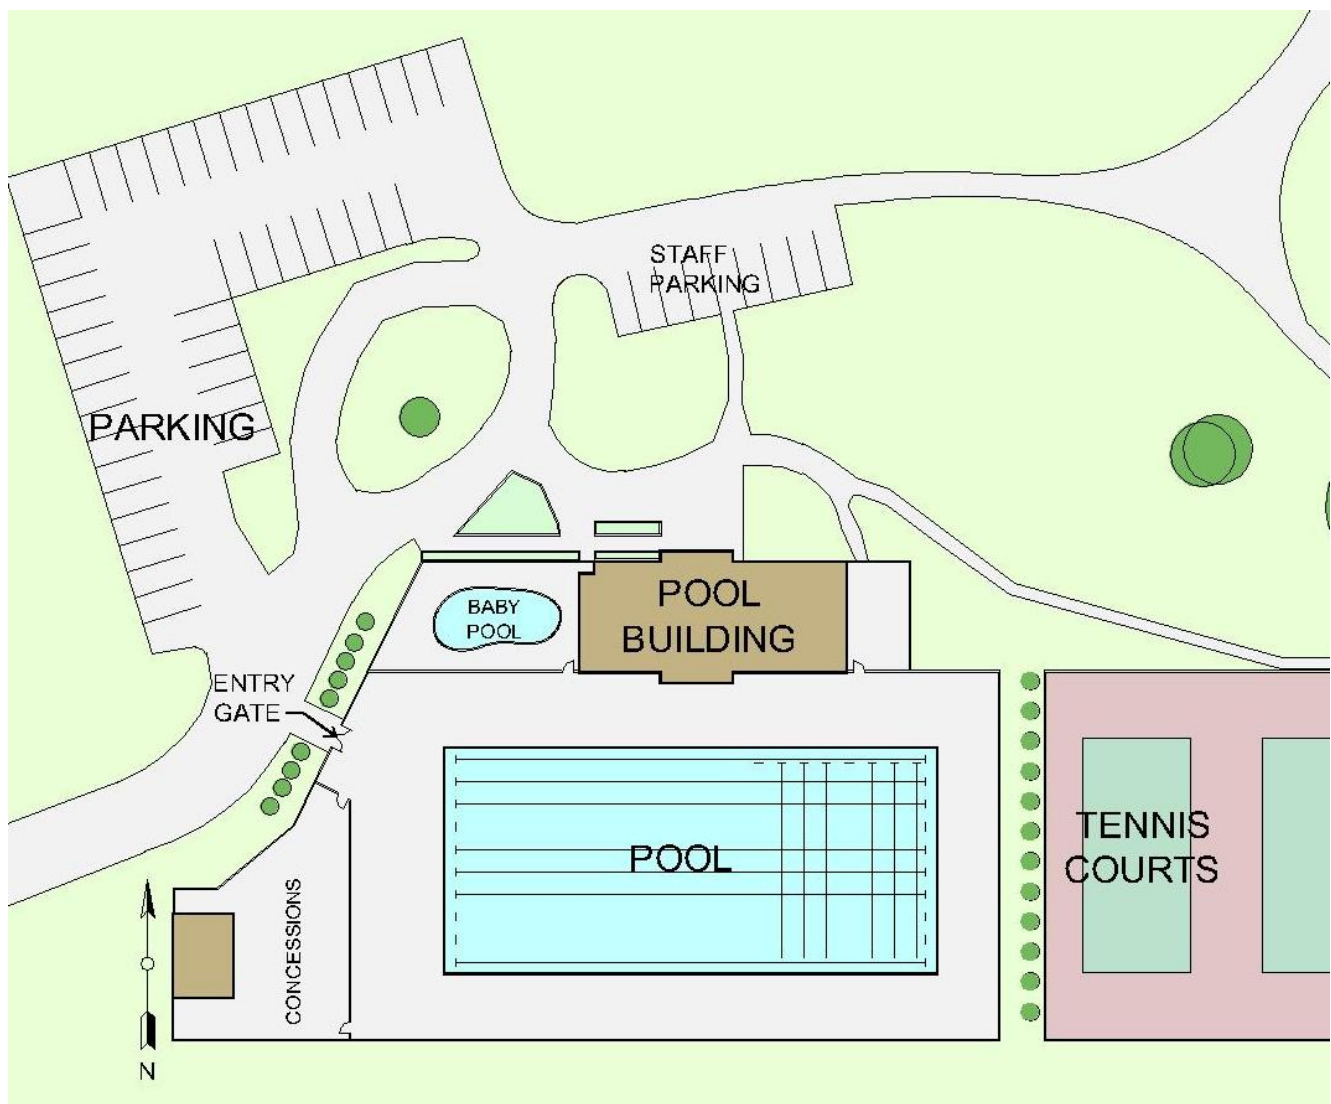 STAFF
PARKING
PARKING
BABY
POOL
POOL
BUILDING
ENTRY
GATE
POOL
TENNIS
COURTS
CONCESSIONS
N